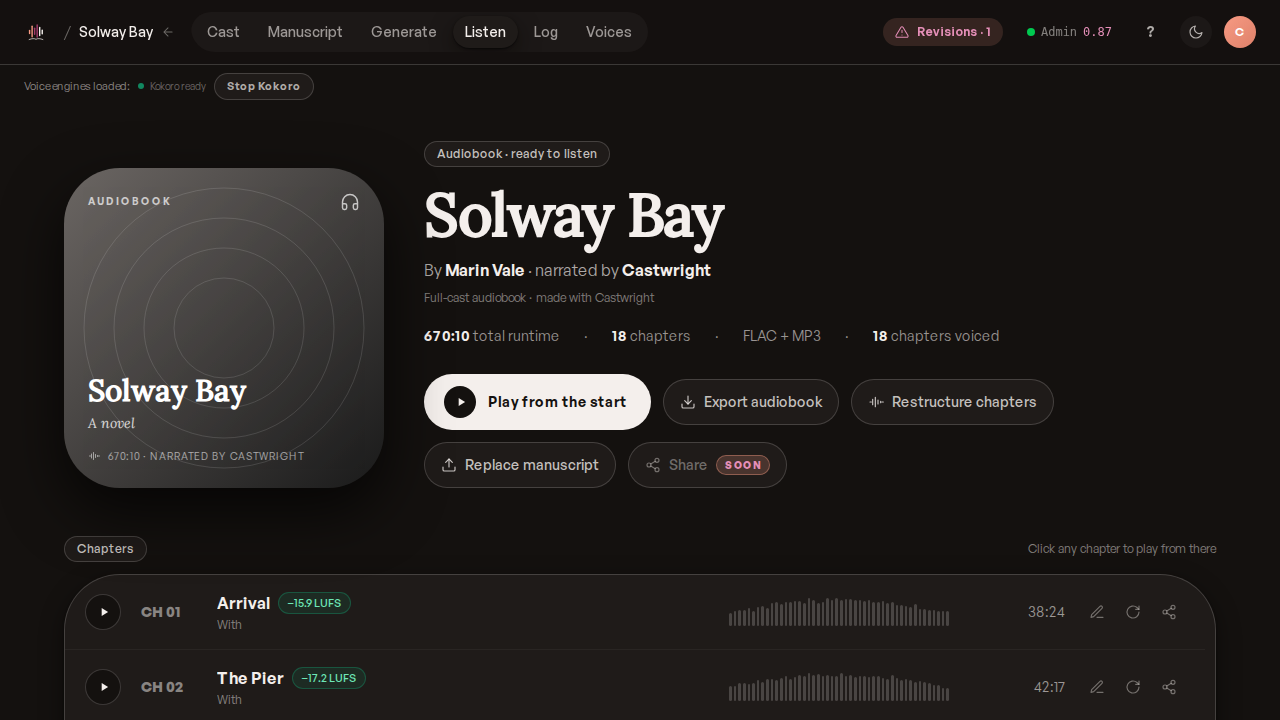 / Solway Bay ← Cast Manuscript Generate Listen Log Voices Revisions · 1 Admin 0.87 ? C
Voice engines loaded: Kokoro ready Stop Kokoro
Audiobook · ready to listen
AUDIOBOOK
Solway Bay
By Marin Vale · narrated by Castwright
Full-cast audiobook · made with Castwright
670:10 total runtime · 18 chapters · FLAC + MP3 · 18 chapters voiced
Solway Bay
A novel
670:10 · NARRATED BY CASTWRIGHT
Play from the start Export audiobook Restructure chapters
Replace manuscript Share SOON
Chapters Click any chapter to play from there
CH 01 Arrival −15.9 LUFS 38:24
With
CH 02 The Pier −17.2 LUFS 42:17
With